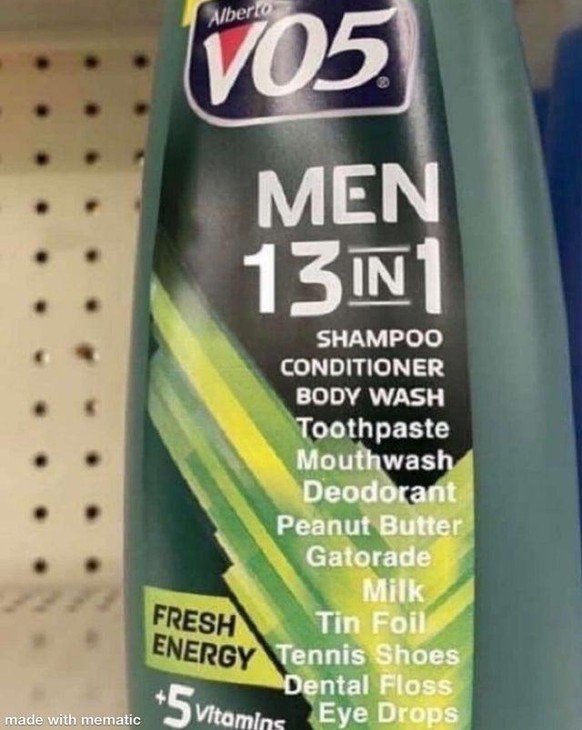 Alberto
VO5®
MEN
13 IN 1
SHAMPOO
CONDITIONER
BODY WASH
Toothpaste
Mouthwash
Deodorant
Peanut Butter
Gatorade
Milk
Tin Foil
Tennis Shoes
Dental Floss
Eye Drops
FRESH
ENERGY
+5 Vitamins
made with mematic